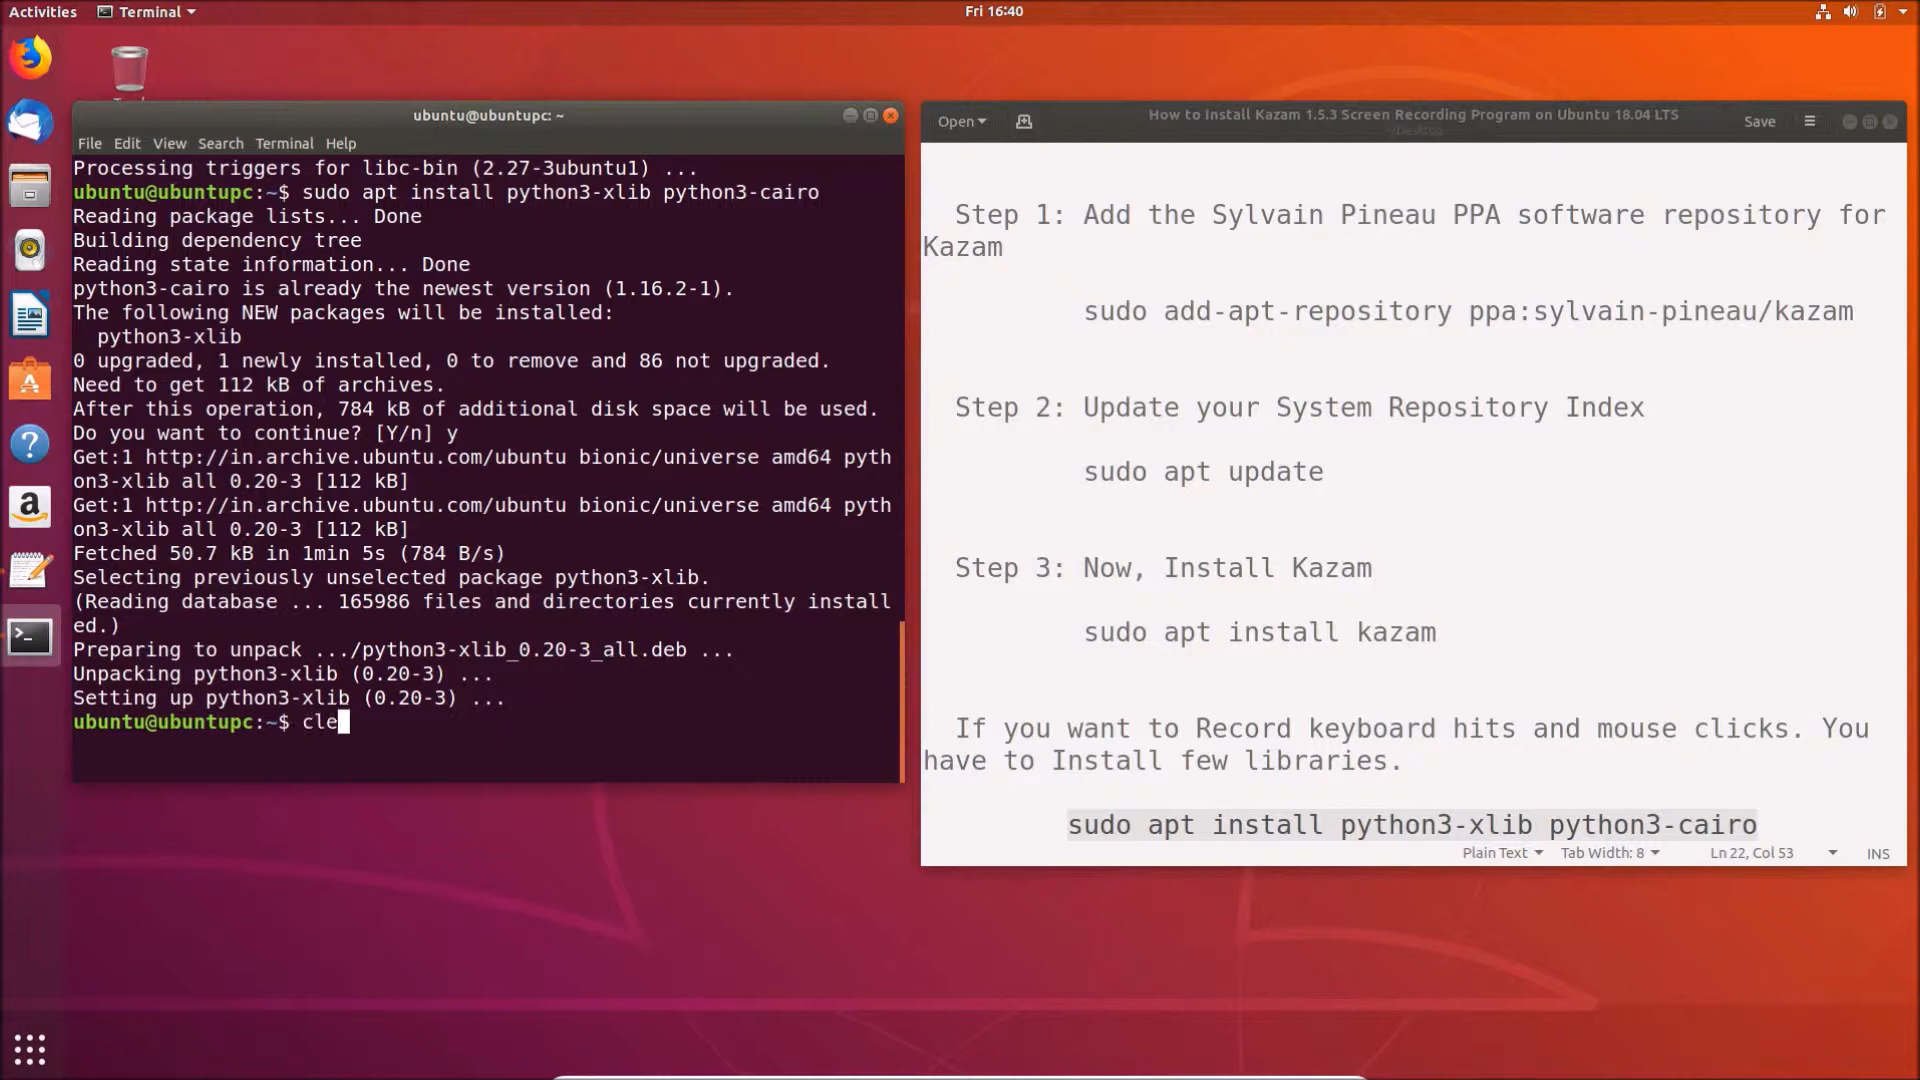 Activities Terminal Fri 16:40
ubuntu@ubuntupc: ~
File Edit View Search Terminal Help
Processing triggers for libc-bin (2.27-3ubuntu1) ...
ubuntu@ubuntupc:~$ sudo apt install python3-xlib python3-cairo
Reading package lists... Done
Building dependency tree
Reading state information... Done
python3-cairo is already the newest version (1.16.2-1).
The following NEW packages will be installed:
python3-xlib
0 upgraded, 1 newly installed, 0 to remove and 86 not upgraded.
Need to get 112 kB of archives.
After this operation, 784 kB of additional disk space will be used.
Do you want to continue? [Y/n] y
Get:1 http://in.archive.ubuntu.com/ubuntu bionic/universe amd64 pyth
on3-xlib all 0.20-3 [112 kB]
Get:1 http://in.archive.ubuntu.com/ubuntu bionic/universe amd64 pyth
on3-xlib all 0.20-3 [112 kB]
Fetched 50.7 kB in 1min 5s (784 B/s)
Selecting previously unselected package python3-xlib.
(Reading database ... 165986 files and directories currently install
ed.)
Preparing to unpack .../python3-xlib_0.20-3_all.deb ...
Unpacking python3-xlib (0.20-3) ...
Setting up python3-xlib (0.20-3) ...
ubuntu@ubuntupc:~$ cle
Open How to Install Kazam 1.5.3 Screen Recording Program on Ubuntu 18.04 LTS Save
~/Desktop
Step 1: Add the Sylvain Pineau PPA software repository for
Kazam
sudo add-apt-repository ppa:sylvain-pineau/kazam
Step 2: Update your System Repository Index
sudo apt update
Step 3: Now, Install Kazam
sudo apt install kazam
If you want to Record keyboard hits and mouse clicks. You
have to Install few libraries.
sudo apt install python3-xlib python3-cairo
Plain Text Tab Width: 8 Ln 22, Col 53 INS